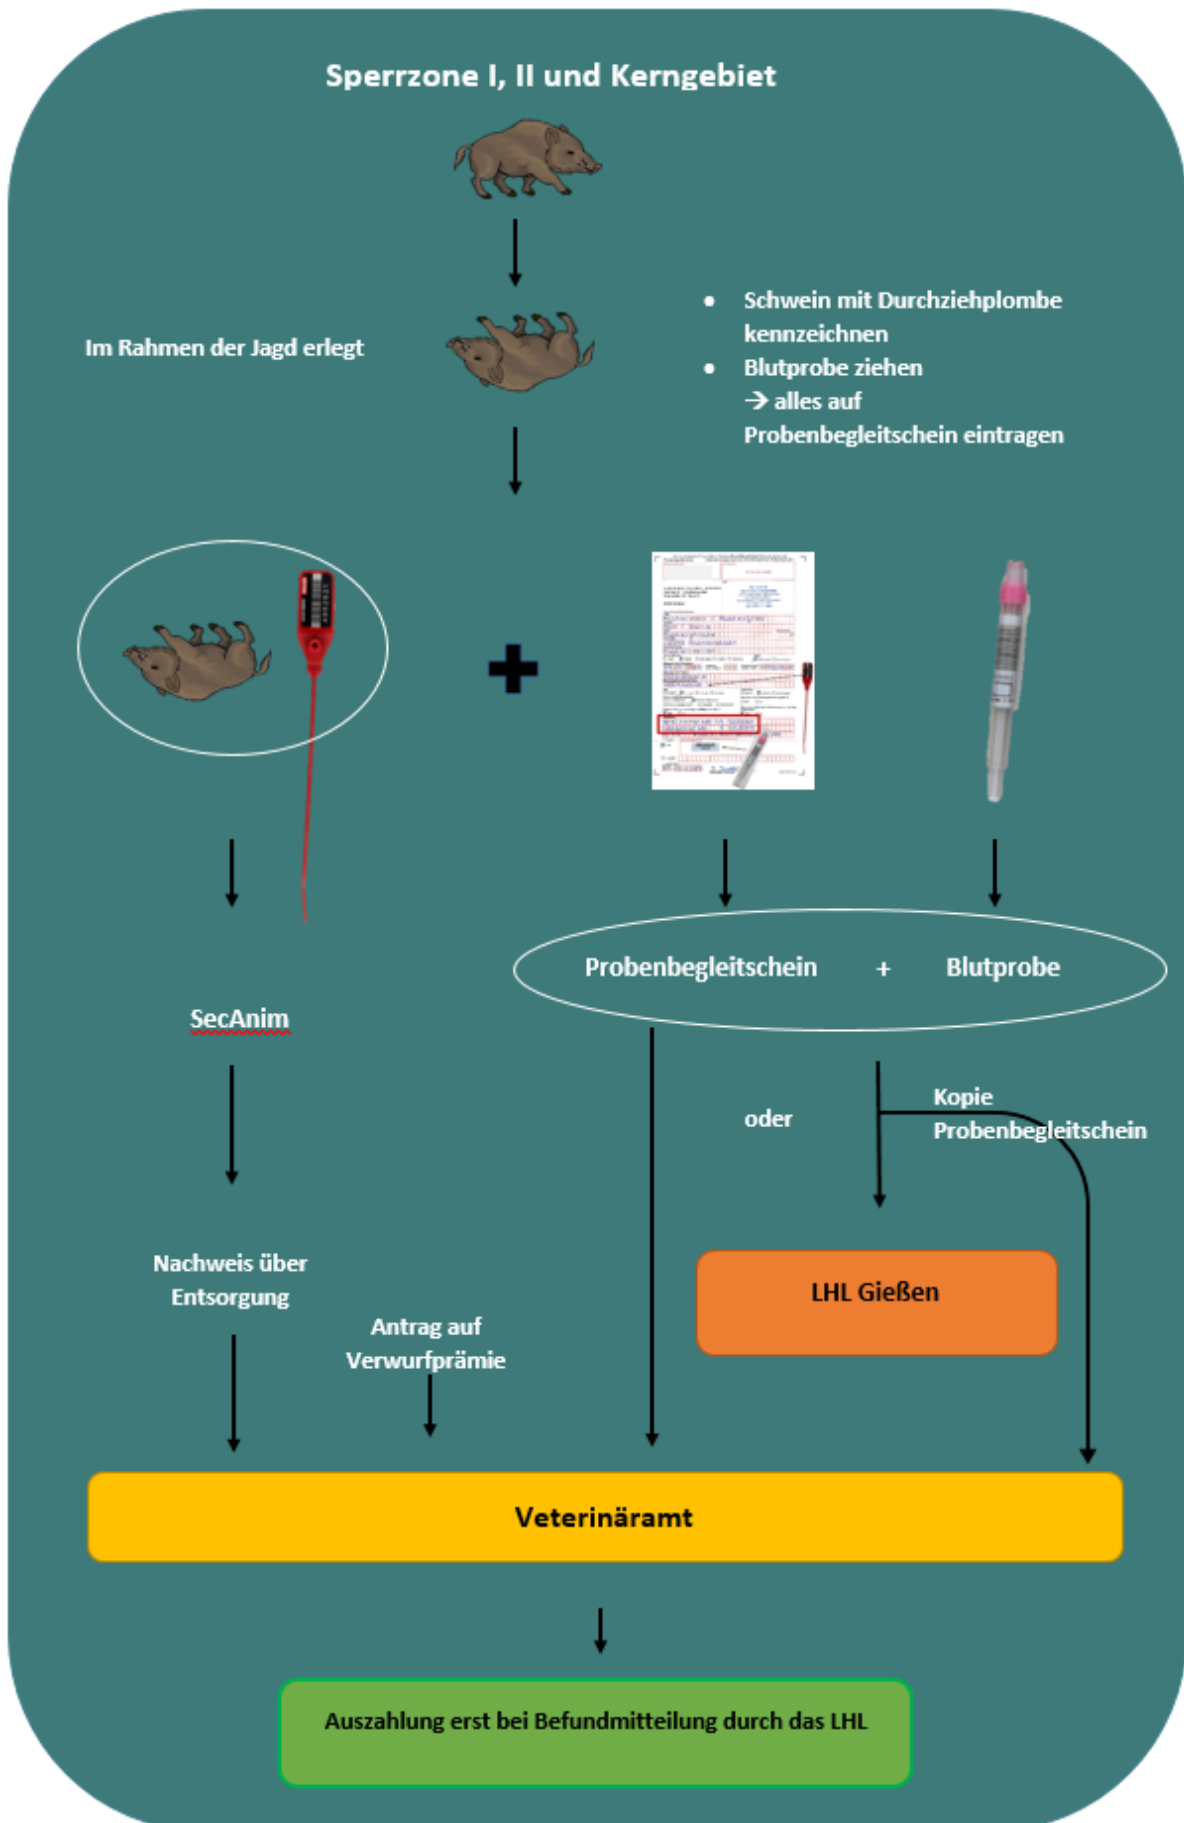 Sperrzone I, II und Kerngebiet
Im Rahmen der Jagd erlegt
● Schwein mit Durchziehplombe
kennzeichnen
● Blutprobe ziehen
→ alles auf
Probenbegleitschein eintragen
Probenbegleitschein + Blutprobe
SecAnim
oder
Kopie
Probenbegleitschein
Nachweis über
Entsorgung
Antrag auf
Verwurfprämie
LHL Gießen
Veterinäramt
Auszahlung erst bei Befundmitteilung durch das LHL